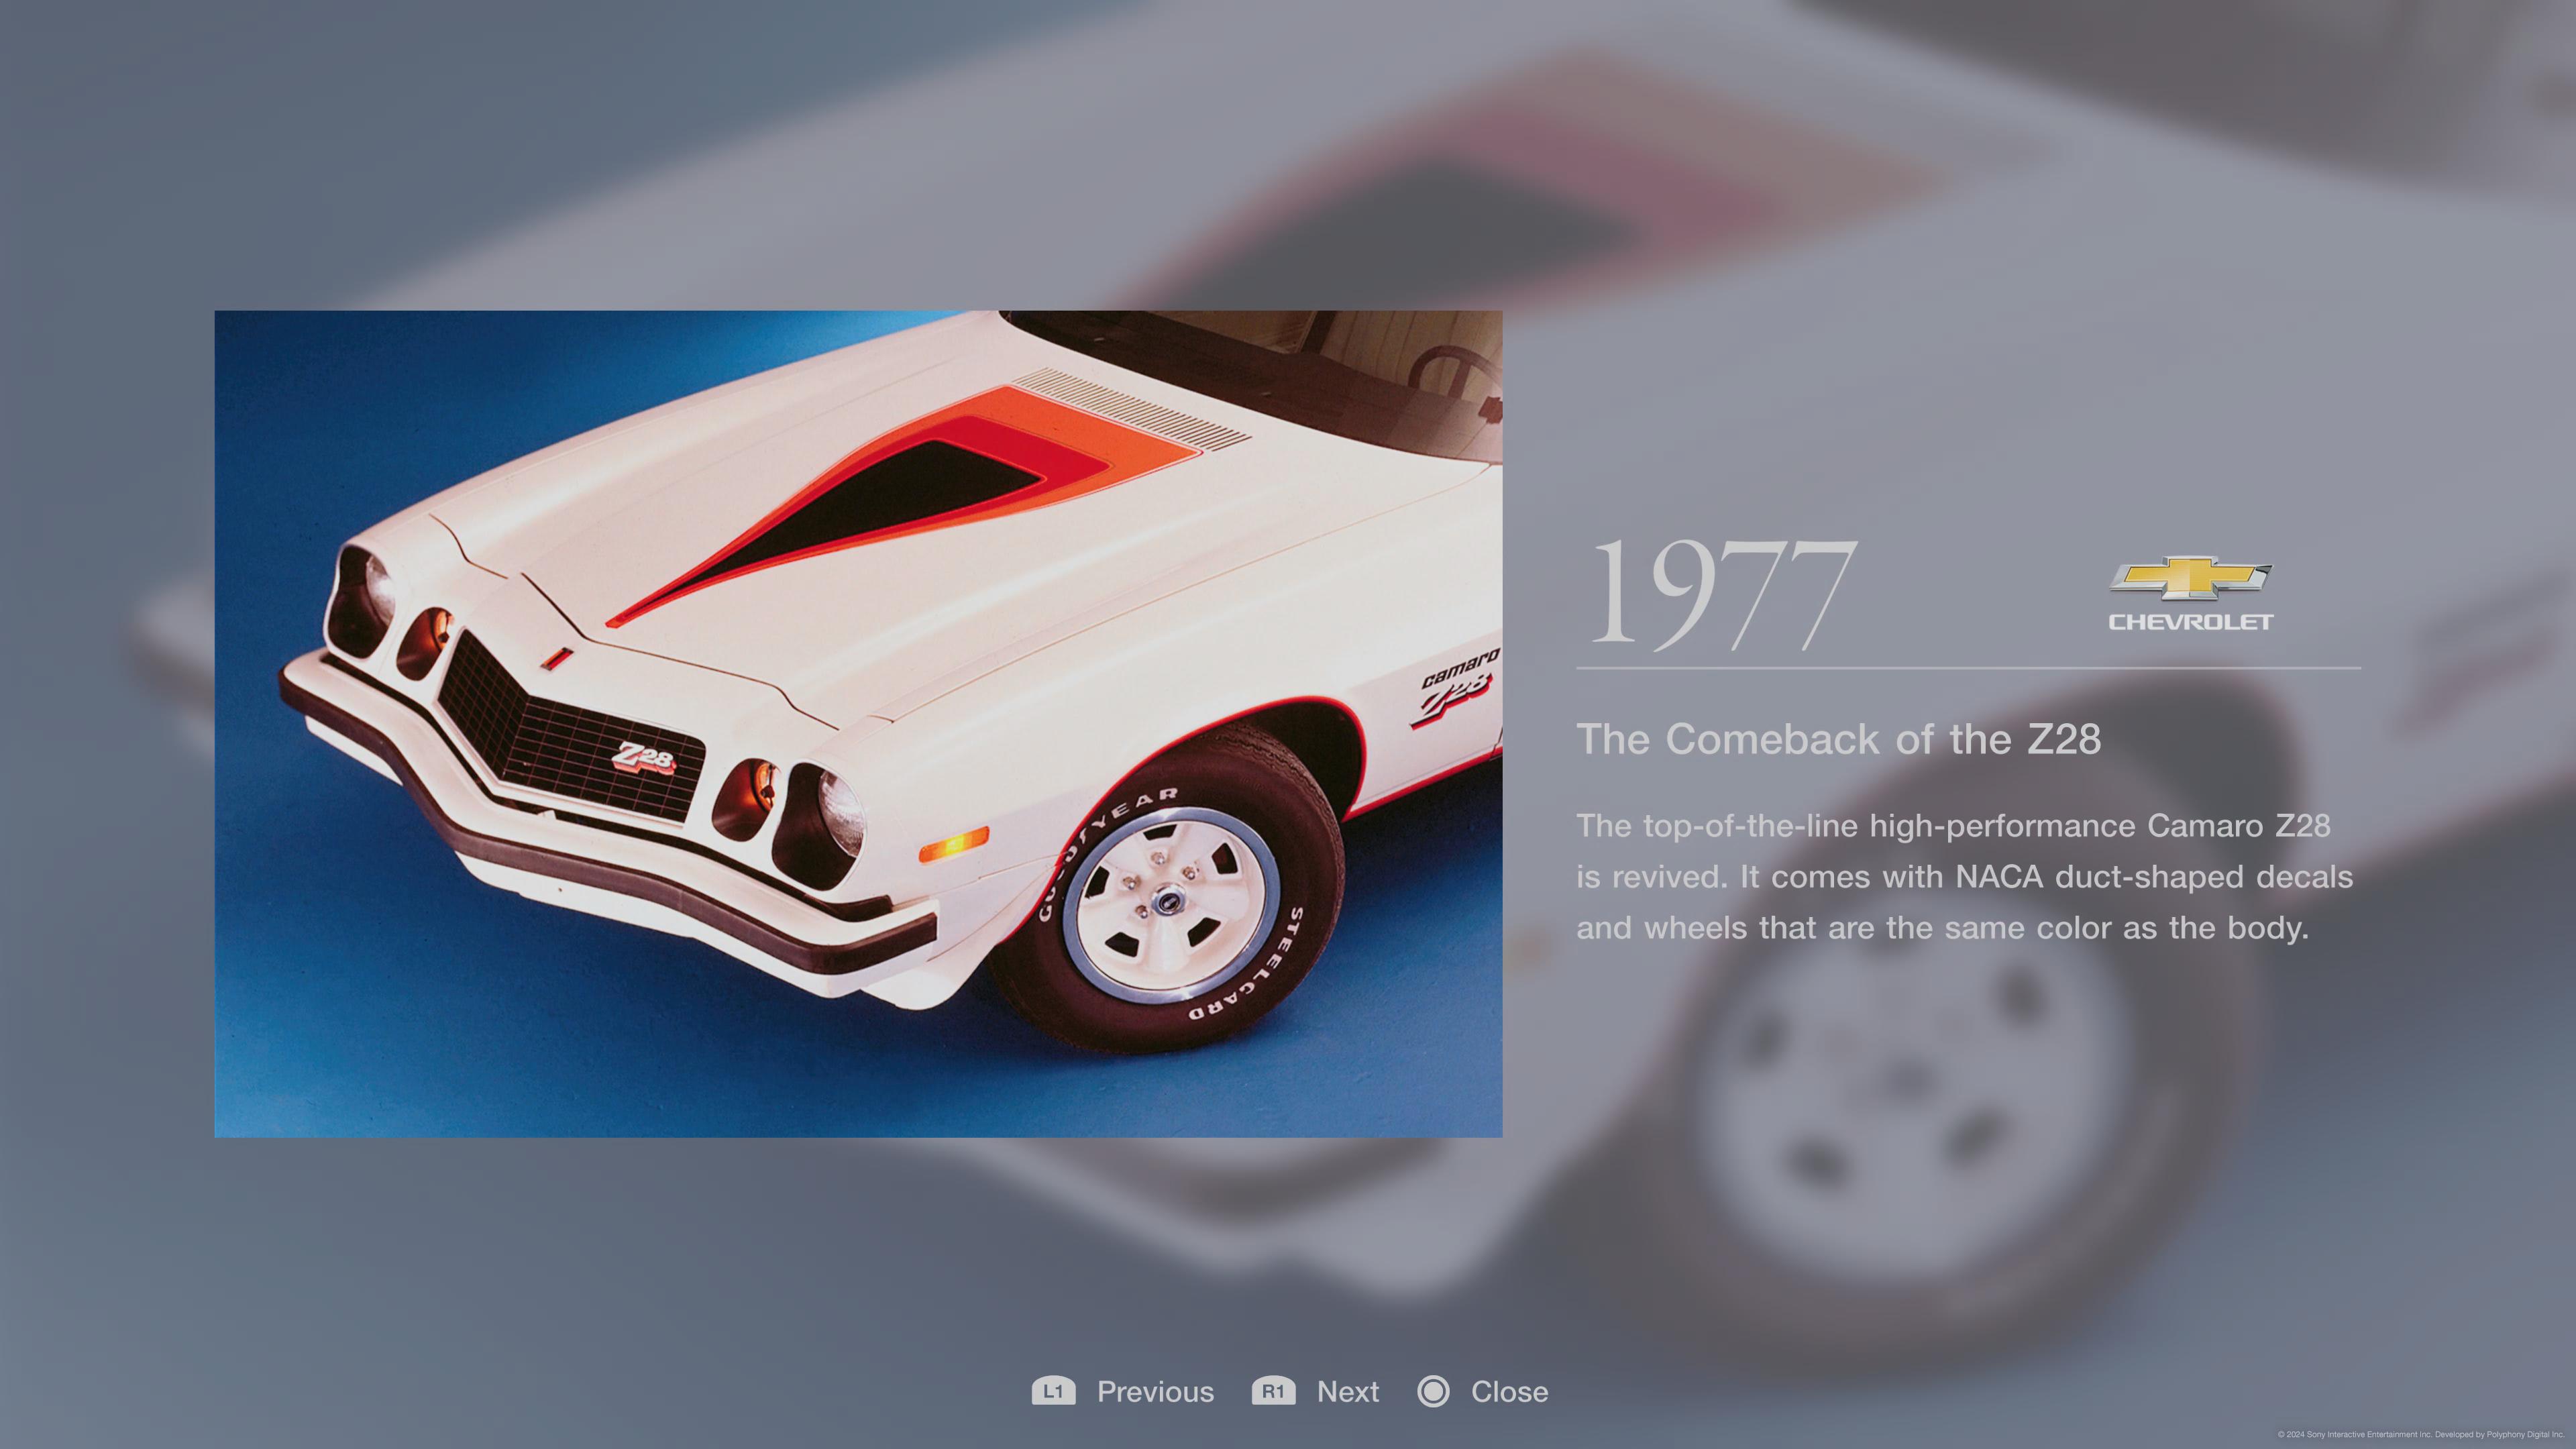 camaro
Z28
Z28
GOODYEAR
STEELGARD
1977
CHEVROLET
The Comeback of the Z28
The top-of-the-line high-performance Camaro Z28
is revived. It comes with NACA duct-shaped decals
and wheels that are the same color as the body.
L1 Previous R1 Next Close
© 2024 Sony Interactive Entertainment Inc. Developed by Polyphony Digital Inc.